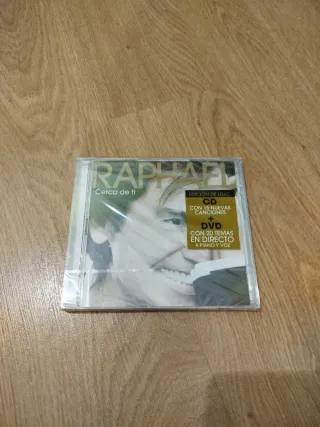 RAPHAEL
Cerca de ti
EDICIÓN DE LUJO
CD
CON 15 NUEVAS
CANCIONES
+
DVD
CON 20 TEMAS
EN DIRECTO
A PIANO Y VOZ